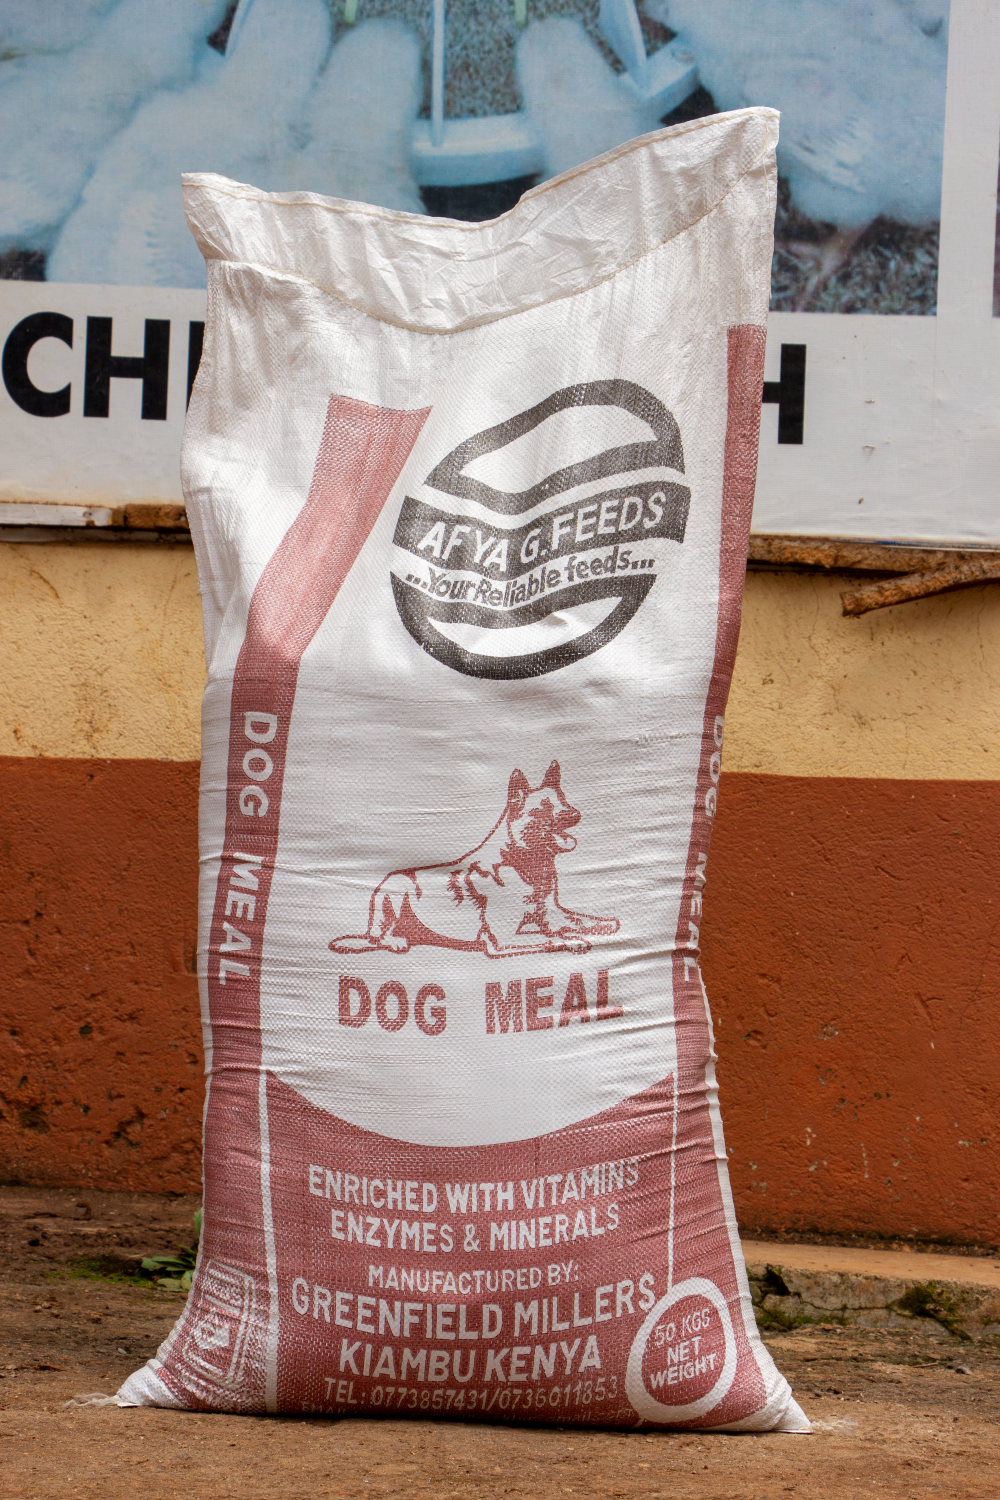 CH
H
AFYA G.FEEDS
...Your Reliable feeds...
DOG MEAL
DOG MEAL
DOG MEAL
ENRICHED WITH VITAMINS
ENZYMES & MINERALS
MANUFACTURED BY:
GREENFIELD MILLERS
KIAMBU KENYA
TEL: 0773857431/0736011853
50 KGS
NET
WEIGHT